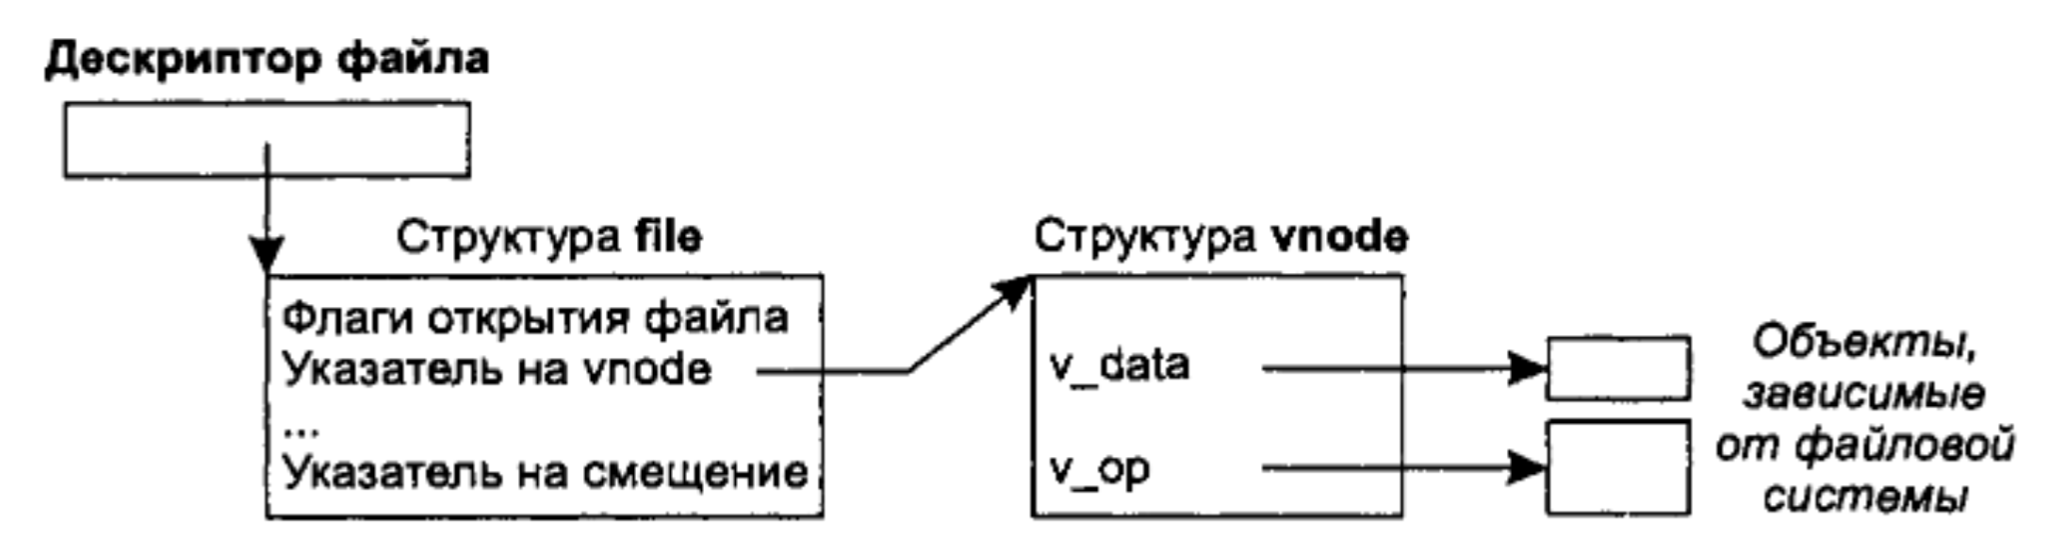 Дескриптор файла
Структура file
Флаги открытия файла
Указатель на vnode
...
Указатель на смещение
Структура vnode
v_data
v_op
Объекты,
зависимые
от файловой
системы